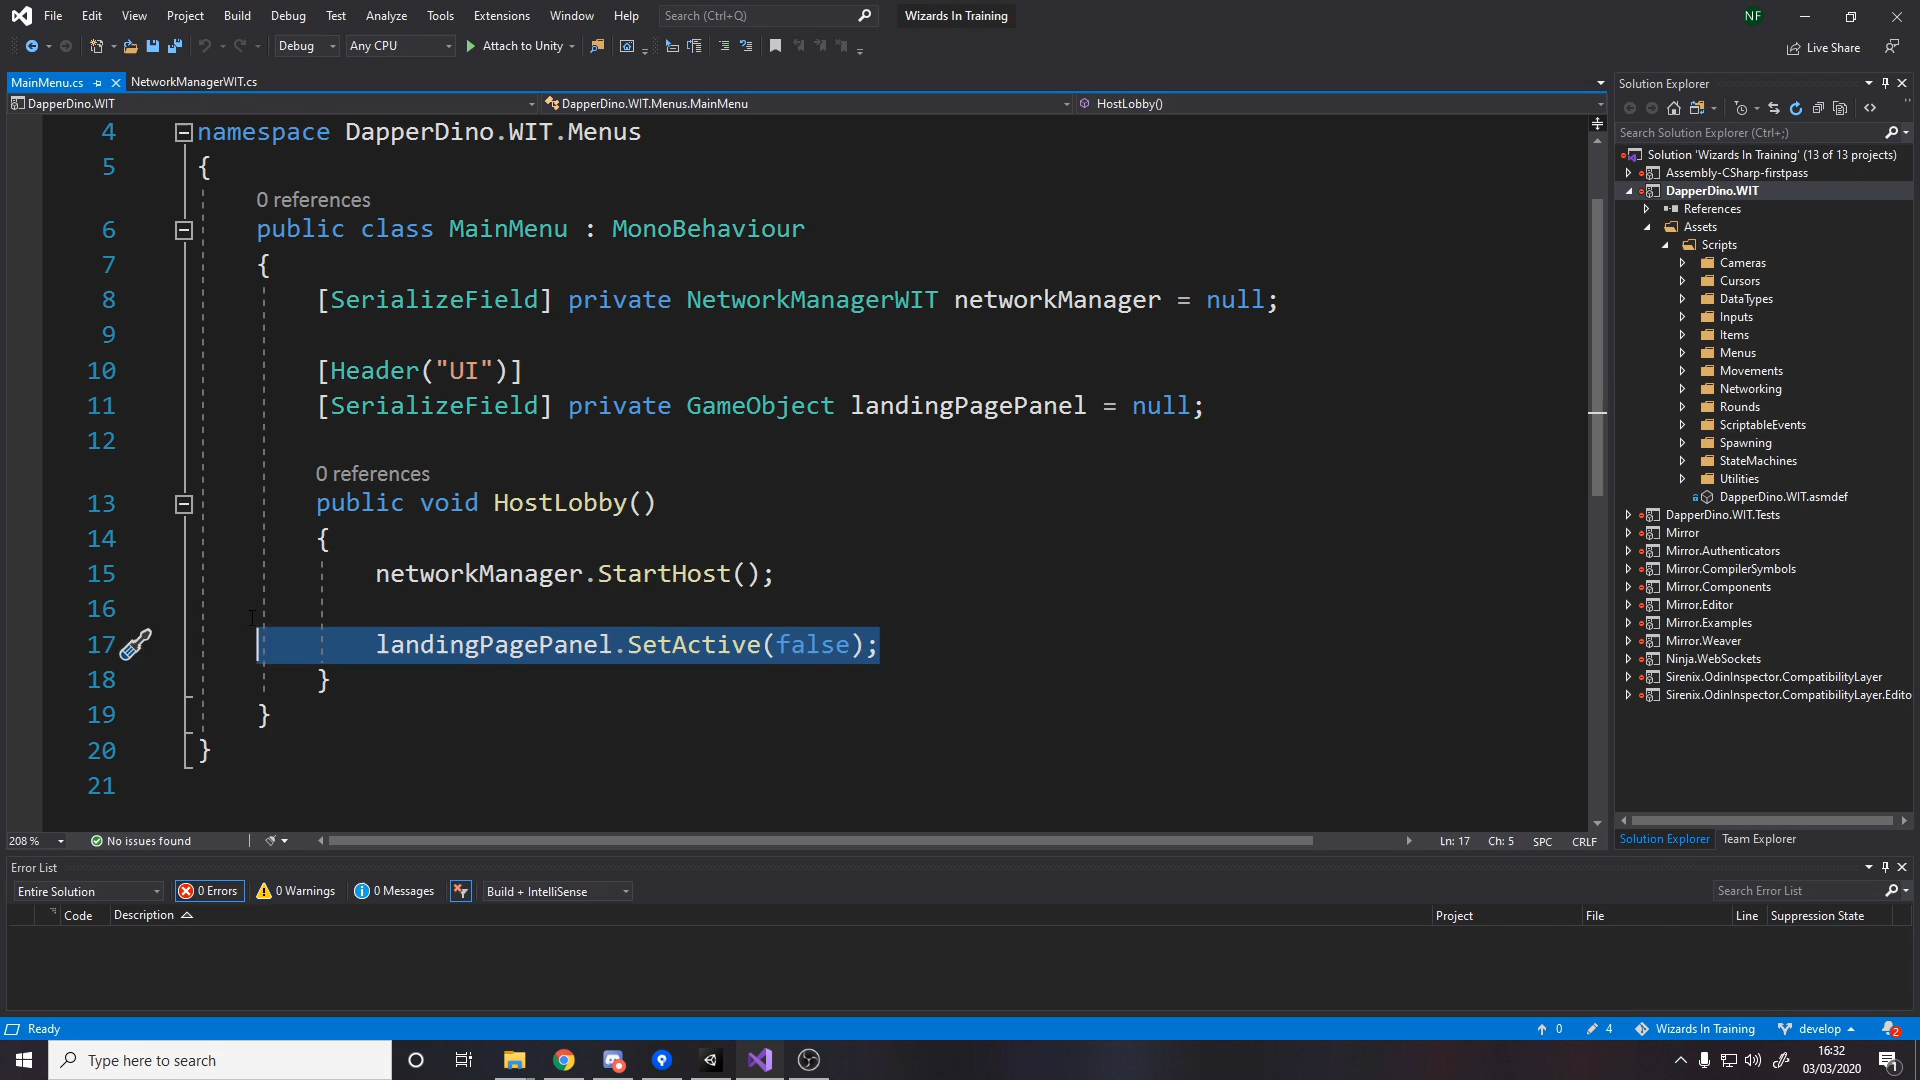 File Edit View Project Build Debug Test Analyze Tools Extensions Window Help Search (Ctrl+Q) Wizards In Training NF
Debug Any CPU Attach to Unity Live Share
MainMenu.cs NetworkManagerWIT.cs
DapperDino.WIT DapperDino.WIT.Menus.MainMenu HostLobby()
4 namespace DapperDino.WIT.Menus
5 {
0 references
6 public class MainMenu : MonoBehaviour
7 {
8 [SerializeField] private NetworkManagerWIT networkManager = null;
9
10 [Header("UI")]
11 [SerializeField] private GameObject landingPagePanel = null;
12
0 references
13 public void HostLobby()
14 {
15 networkManager.StartHost();
16
17 landingPagePanel.SetActive(false);
18 }
19 }
20 }
21
208 % No issues found Ln: 17 Ch: 5 SPC CRLF
Solution Explorer
Search Solution Explorer (Ctrl+;)
Solution 'Wizards In Training' (13 of 13 projects)
Assembly-CSharp-firstpass
DapperDino.WIT
References
Assets
Scripts
Cameras
Cursors
DataTypes
Inputs
Items
Menus
Movements
Networking
Rounds
ScriptableEvents
Spawning
StateMachines
Utilities
DapperDino.WIT.asmdef
DapperDino.WIT.Tests
Mirror
Mirror.Authenticators
Mirror.CompilerSymbols
Mirror.Components
Mirror.Editor
Mirror.Examples
Mirror.Weaver
Ninja.WebSockets
Sirenix.OdinInspector.CompatibilityLayer
Sirenix.OdinInspector.CompatibilityLayer.Edito
Solution Explorer Team Explorer
Error List
Entire Solution 0 Errors 0 Warnings 0 Messages Build + IntelliSense Search Error List
Code Description Project File Line Suppression State
Ready 0 4 Wizards In Training develop 2
Type here to search 16:32
03/03/2020 1